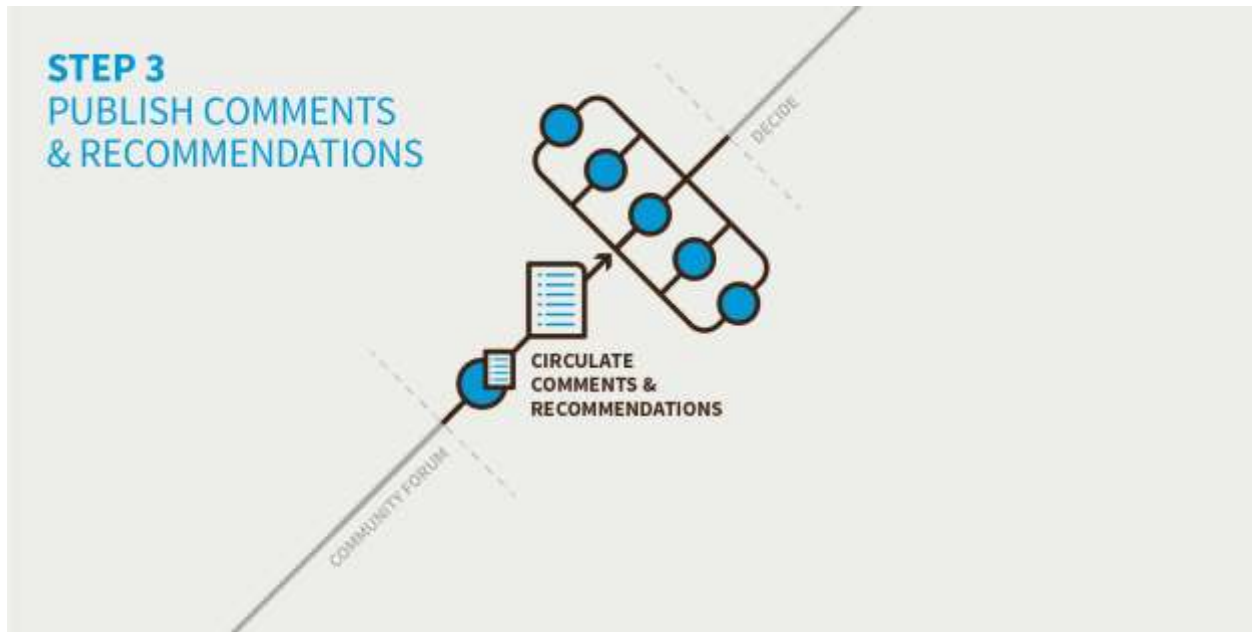 STEP 3
PUBLISH COMMENTS
& RECOMMENDATIONS
DECIDE
CIRCULATE
COMMENTS &
RECOMMENDATIONS
COMMUNITY FORUM